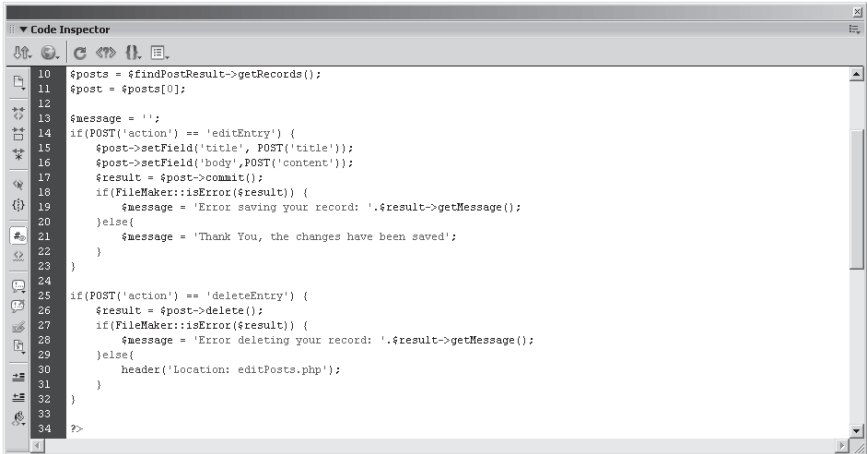 Code Inspector
10 $posts = $findPostResult->getRecords();
11 $post = $posts[0];
12
13 $message = '';
14 if(POST('action') == 'editEntry') {
15 $post->setField('title', POST('title'));
16 $post->setField('body',POST('content'));
17 $result = $post->commit();
18 if(FileMaker::isError($result)) {
19 $message = 'Error saving your record: '.$result->getMessage();
20 }else{
21 $message = 'Thank You, the changes have been saved';
22 }
23 }
24
25 if(POST('action') == 'deleteEntry') {
26 $result = $post->delete();
27 if(FileMaker::isError($result)) {
28 $message = 'Error deleting your record: '.$result->getMessage();
29 }else{
30 header('Location: editPosts.php');
31 }
32 }
33
34 ?>